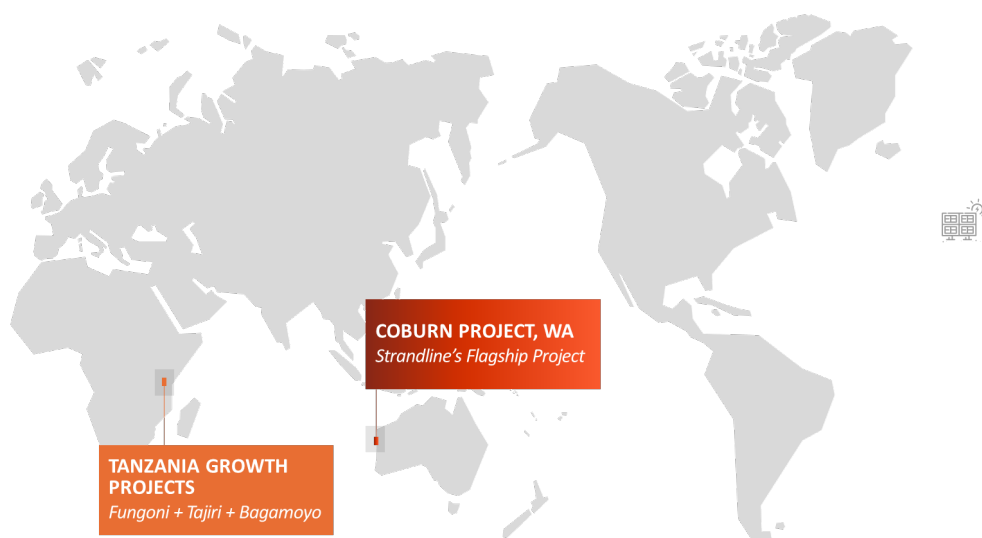 COBURN PROJECT, WA
Strandline's Flagship Project
TANZANIA GROWTH
PROJECTS
Fungoni + Tajiri + Bagamoyo